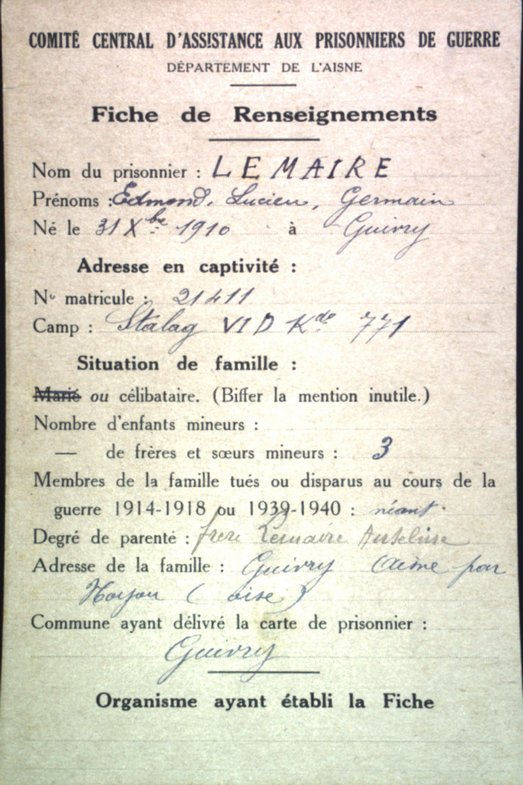 COMITÉ CENTRAL D'ASSISTANCE AUX PRISONNIERS DE GUERRE
DÉPARTEMENT DE L'AISNE
Fiche de Renseignements
Nom du prisonnier : LEMAIRE
Prénoms : Edmond, Lucien, Germain
Né le 31 Xbre 1910 à Guivry
Adresse en captivité :
No matricule : 21411
Camp : Stalag VI D Kdo 771
Situation de famille :
Marié ou célibataire. (Biffer la mention inutile.)
Nombre d'enfants mineurs :
— de frères et sœurs mineurs : 3
Membres de la famille tués ou disparus au cours de la
guerre 1914-1918 ou 1939-1940 : néant.
Degré de parenté : frere Lemaire
Adresse de la famille : Guivry (Aisne par
Noyon (oise)
Commune ayant délivré la carte de prisonnier :
Guivry
Organisme ayant établi la Fiche